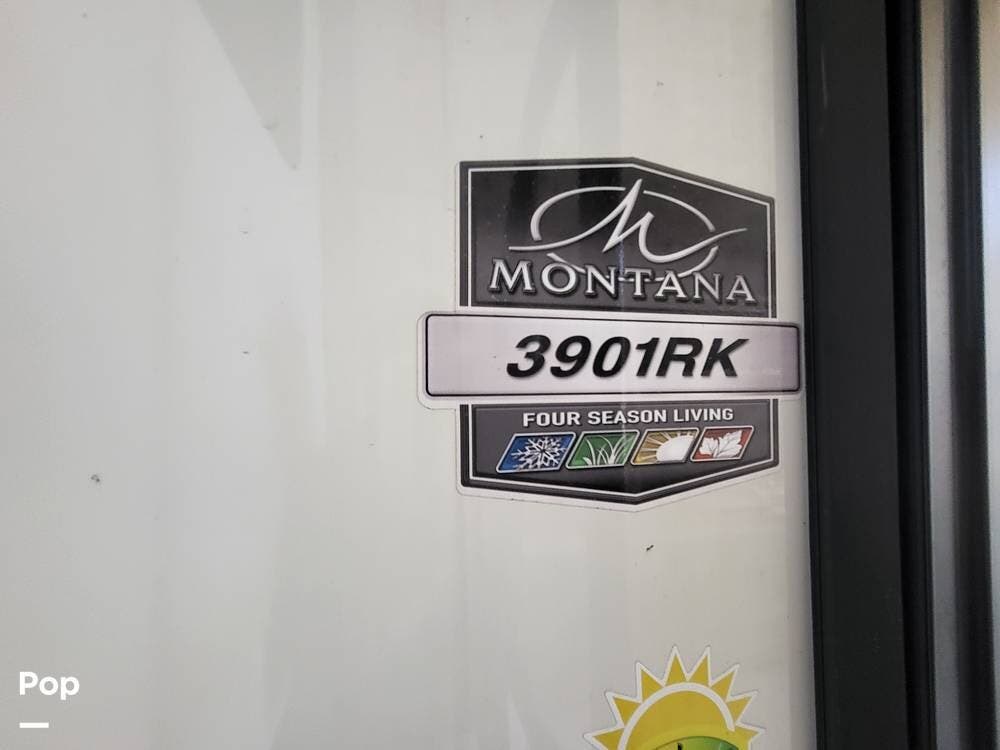 MONTANA
3901RK
FOUR SEASON LIVING
Pop